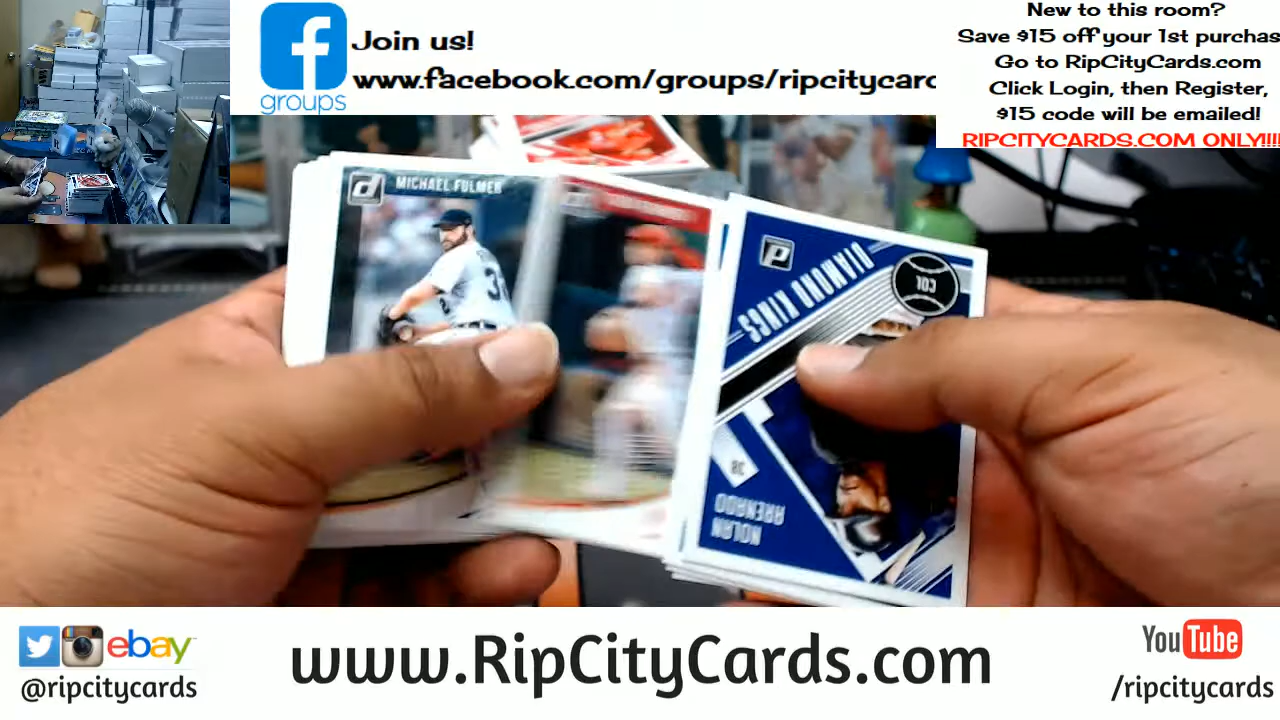 Join us!
www.facebook.com/groups/ripcitycarc
groups
New to this room?
Save $15 off your 1st purchas
Go to RipCityCards.com
Click Login, then Register,
$15 code will be emailed!
RIPCITYCARDS.COM ONLY!!!!
MICHAEL FULMER
DIAMOND KINGS
COL
38
NOLAN
ARENADO
ebay
@ripcitycards
www.RipCityCards.com
YouTube
/ripcitycards